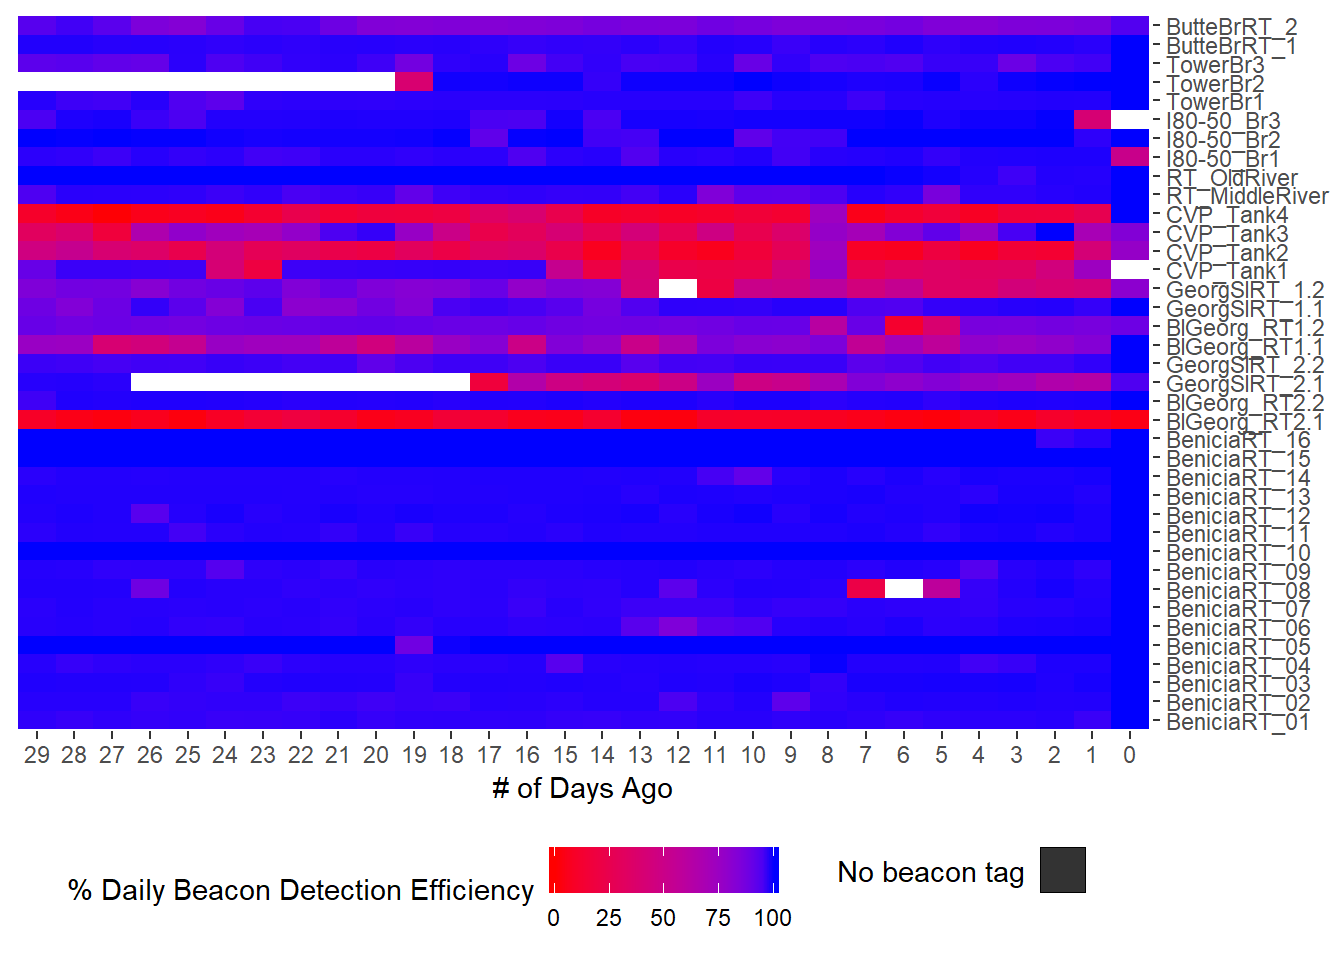 ButteBrRT_2
ButteBrRT_1
TowerBr3
TowerBr2
TowerBr1
I80-50_Br3
I80-50_Br2
I80-50_Br1
RT_OldRiver
RT_MiddleRiver
CVP_Tank4
CVP_Tank3
CVP_Tank2
CVP_Tank1
GeorgSlRT_1.2
GeorgSlRT_1.1
BlGeorg_RT1.2
BlGeorg_RT1.1
GeorgSlRT_2.2
GeorgSlRT_2.1
BlGeorg_RT2.2
BlGeorg_RT2.1
BeniciaRT_16
BeniciaRT_15
BeniciaRT_14
BeniciaRT_13
BeniciaRT_12
BeniciaRT_11
BeniciaRT_10
BeniciaRT_09
BeniciaRT_08
BeniciaRT_07
BeniciaRT_06
BeniciaRT_05
BeniciaRT_04
BeniciaRT_03
BeniciaRT_02
BeniciaRT_01
29 28 27 26 25 24 23 22 21 20 19 18 17 16 15 14 13 12 11 10 9 8 7 6 5 4 3 2 1 0
# of Days Ago
% Daily Beacon Detection Efficiency
0 25 50 75 100
No beacon tag